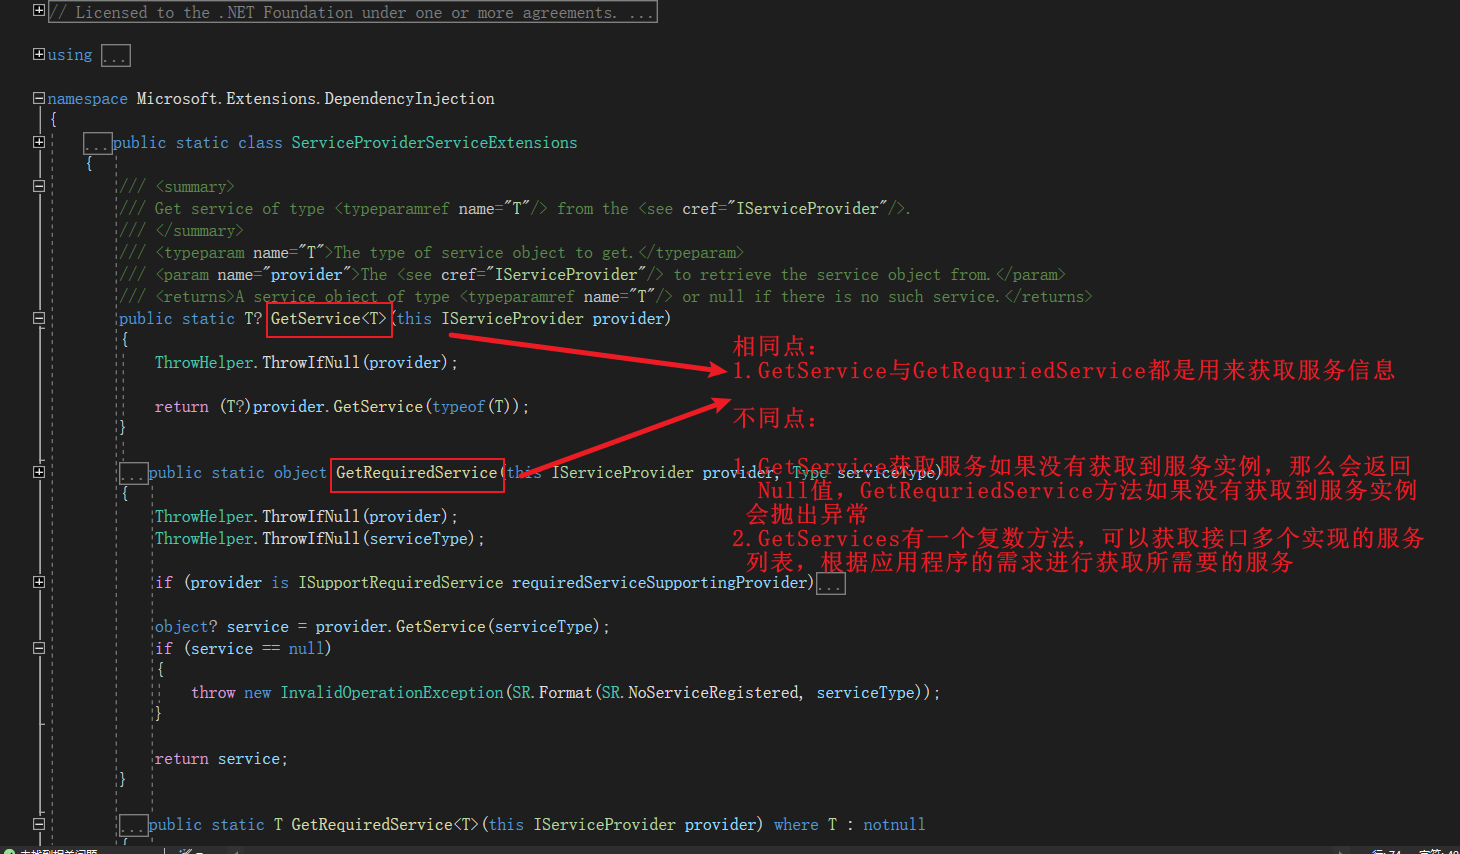 // Licensed to the .NET Foundation under one or more agreements. ...
using ...
namespace Microsoft.Extensions.DependencyInjection
{
...public static class ServiceProviderServiceExtensions
{
/// <summary>
/// Get service of type <typeparamref name="T"/> from the <see cref="IServiceProvider"/>.
/// </summary>
/// <typeparam name="T">The type of service object to get.</typeparam>
/// <param name="provider">The <see cref="IServiceProvider"/> to retrieve the service object from.</param>
/// <returns>A service object of type <typeparamref name="T"/> or null if there is no such service.</returns>
public static T? GetService<T>(this IServiceProvider provider)
{
ThrowHelper.ThrowIfNull(provider);
return (T?)provider.GetService(typeof(T));
}
相同点：
1.GetService与GetRequriedService都是用来获取服务信息
不同点：
1.GetService获取服务如果没有获取到服务实例，那么会返回
Null值，GetRequriedService方法如果没有获取到服务实例
会抛出异常
2.GetServices有一个复数方法，可以获取接口多个实现的服务
列表，根据应用程序的需求进行获取所需要的服务
...public static object GetRequiredService(this IServiceProvider provider, Type serviceType)
{
ThrowHelper.ThrowIfNull(provider);
ThrowHelper.ThrowIfNull(serviceType);
if (provider is ISupportRequiredService requiredServiceSupportingProvider)...
object? service = provider.GetService(serviceType);
if (service == null)
{
throw new InvalidOperationException(SR.Format(SR.NoServiceRegistered, serviceType));
}
return service;
}
...public static T GetRequiredService<T>(this IServiceProvider provider) where T : notnull
{
未找到相关问题
行: 74